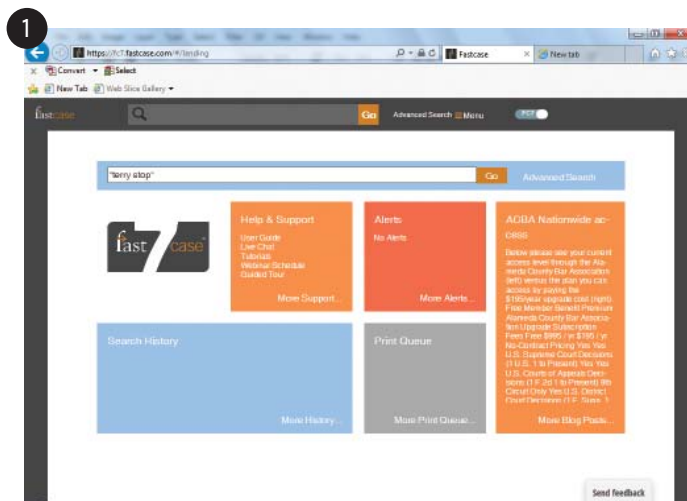 1
https://fc7.fastcase.com/#/landing
Fastcase
New tab
Convert Select
New Tab Web Slice Gallery
fastcase
Go
Advanced Search Menu
"terry stop"
Go
Advanced Search
fast 7 case
Help & Support
User Guide
Live Chat
Tutorials
Webinar Schedule
Guided Tour
More Support...
Alerts
No Alerts
More Alerts...
Nationwide ac-
cess
Below please see your current
access level through the Ala-
meda County Bar Association
(left) versus the plan you can
access by paying the
$195/year upgrade cost (right).
Free Member Benefit Premium
Alameda County Bar Associa-
tion Upgrade Subscription
Fees Free $995 / yr $195 / yr
No-Contract Pricing Yes Yes
U.S. Supreme Court Decisions
(1 U.S. 1 to Present) Yes Yes
U.S. Courts of Appeals Deci-
sions (1 F.2d 1 to Present) 9th
Circuit Only Yes U.S. District
Court Decisions (1 F. Supp. 1
More Blog Posts...
Search History
More History...
Print Queue
More Print Queue...
Send feedback